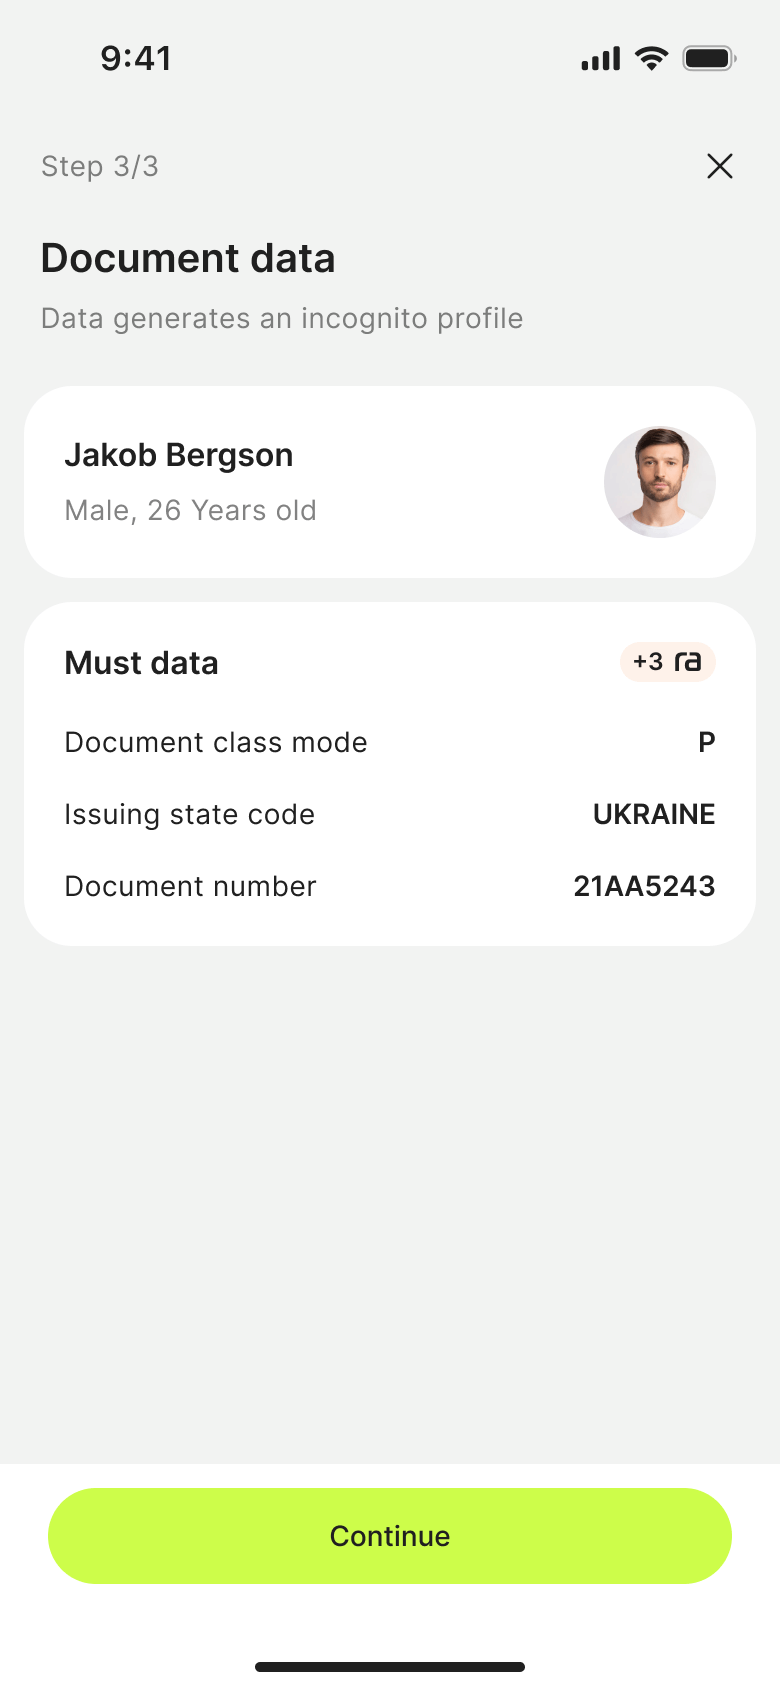 9:41
Step 3/3
Document data
Data generates an incognito profile
Jakob Bergson
Male, 26 Years old
Must data +3 ra
Document class mode P
Issuing state code UKRAINE
Document number 21AA5243
Continue